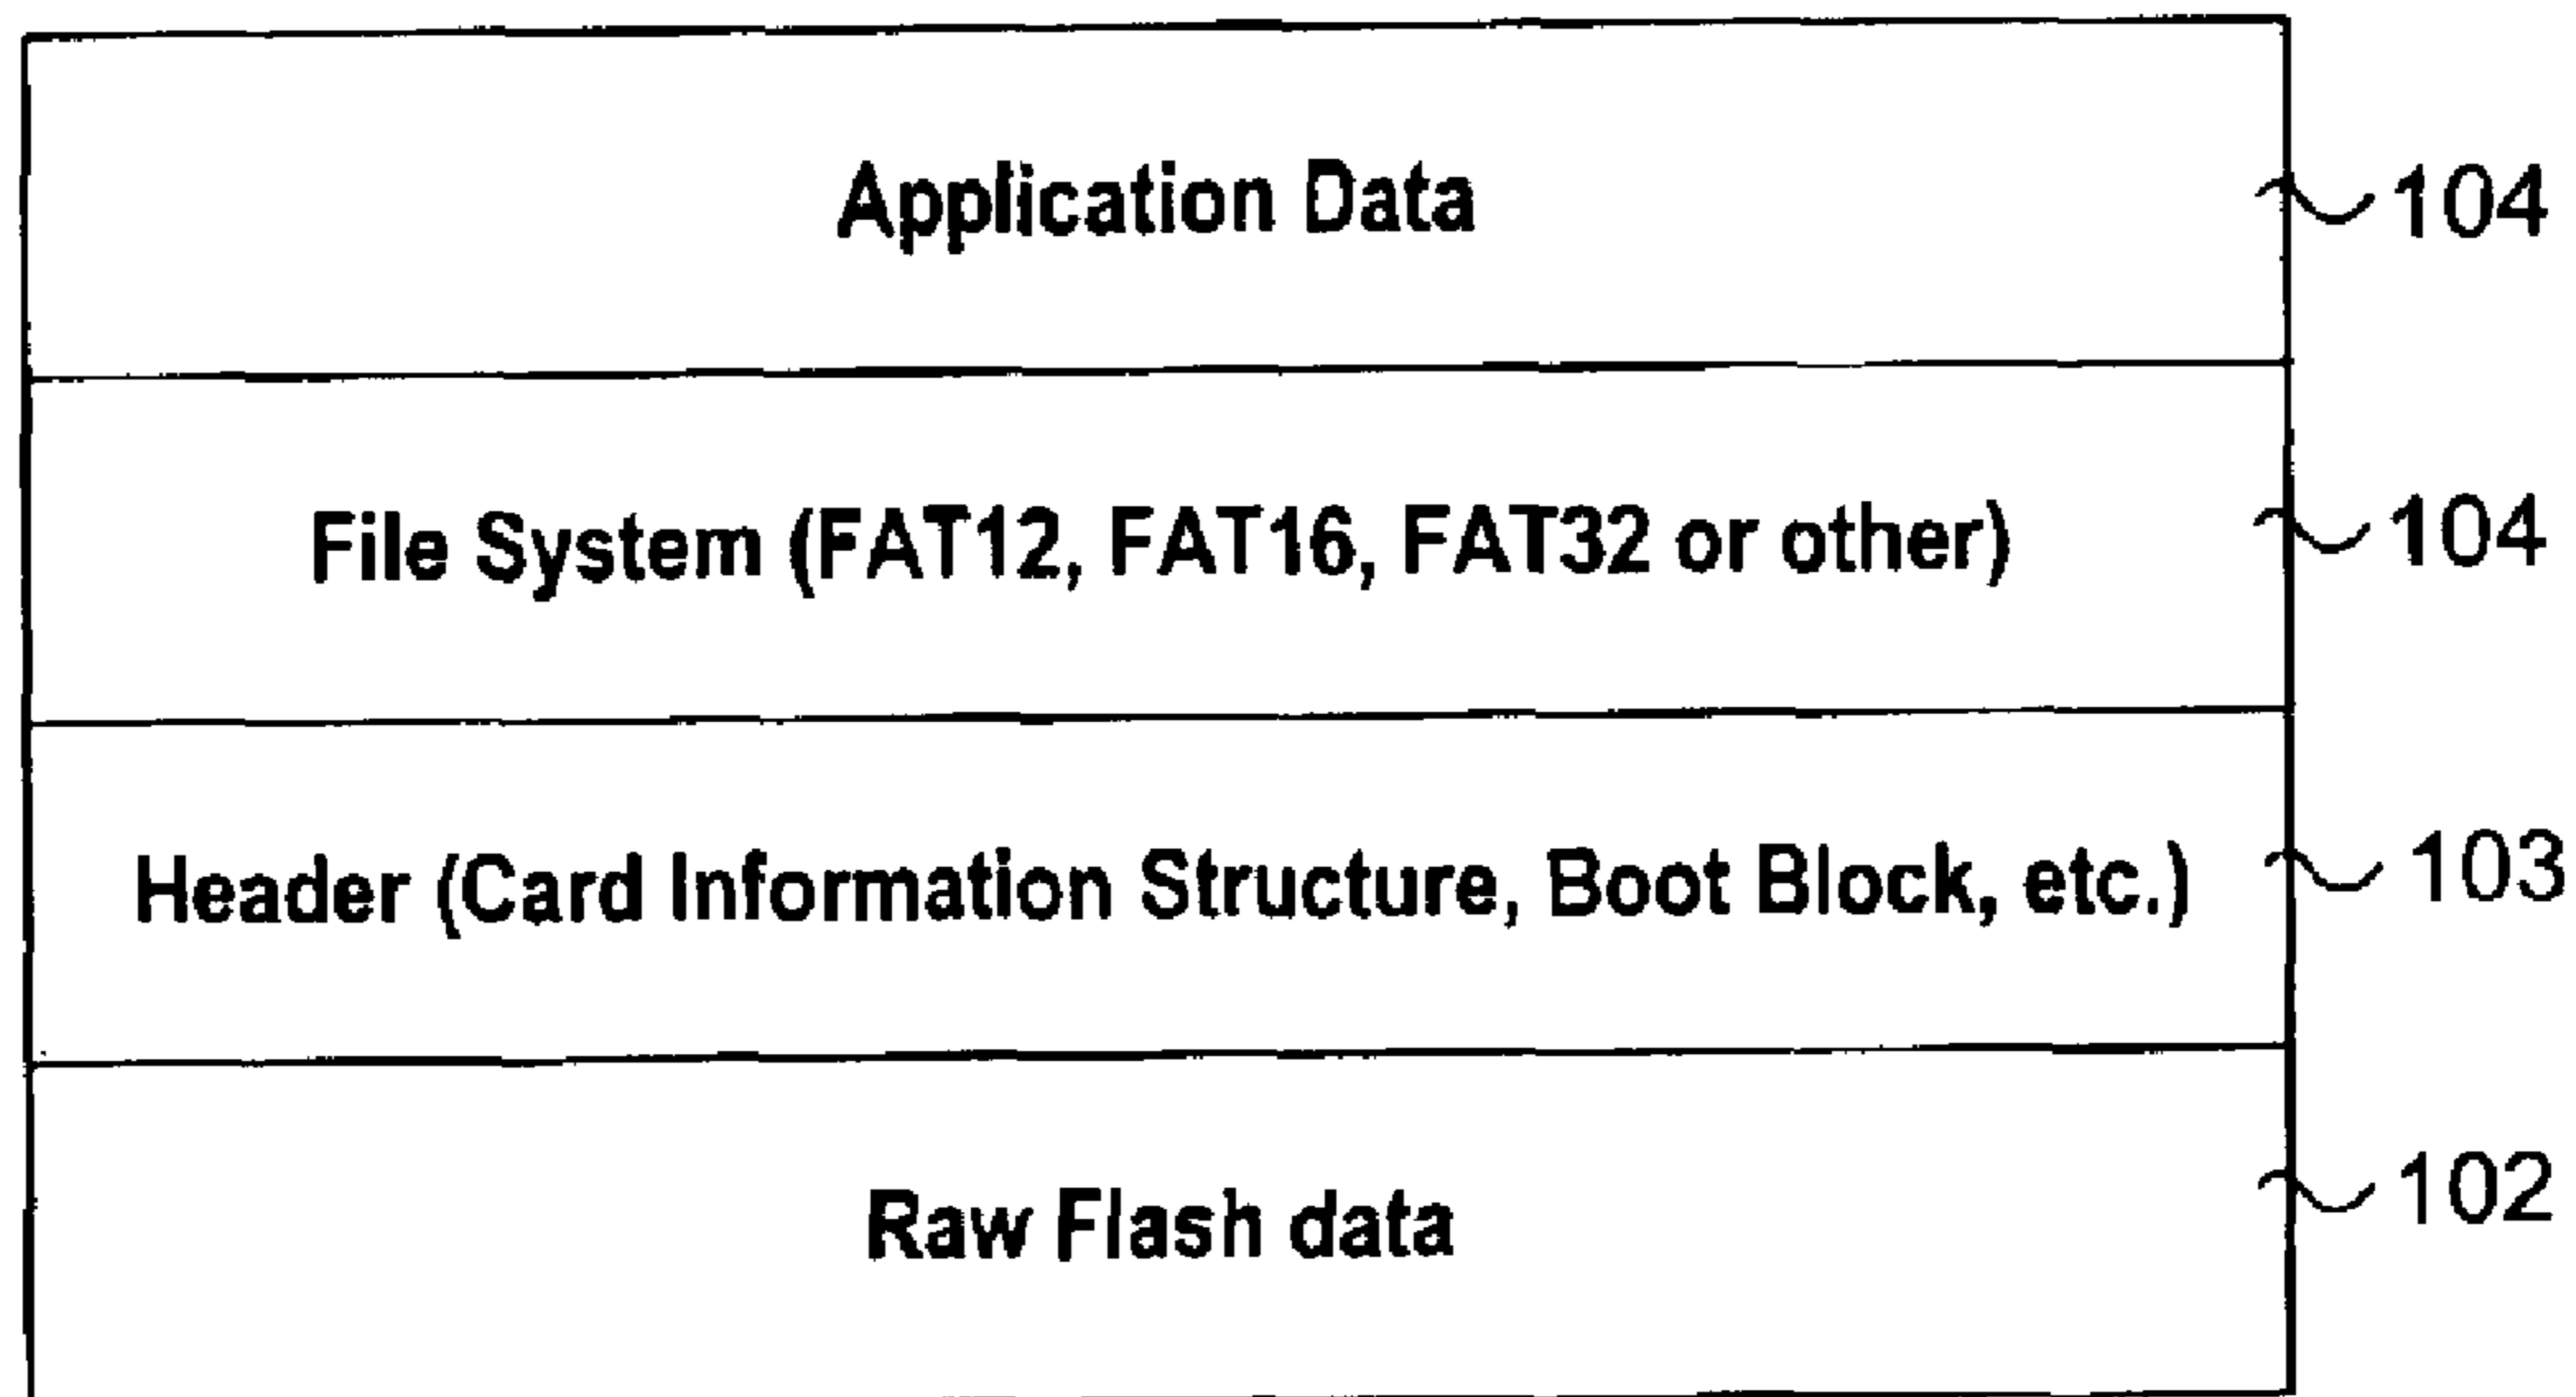 Application Data 104
File System (FAT12, FAT16, FAT32 or other) 104
Header (Card Information Structure, Boot Block, etc.) 103
Raw Flash data 102